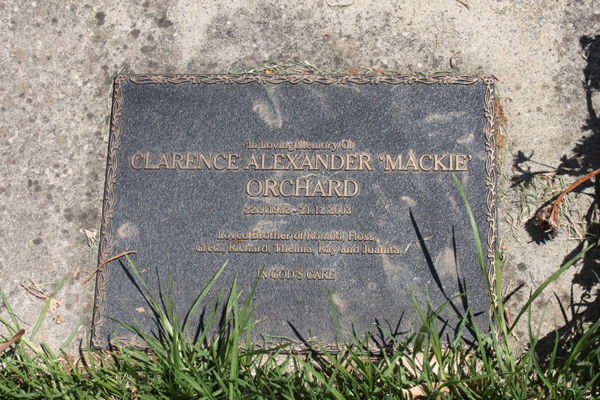 In Loving Memory Of
CLARENCE ALEXANDER 'MACKIE'
ORCHARD
22.9.1932 - 21.12.2003
Loved Brother of Ronald, Floss,
Greta, Richard, Thelma, Ray and Juanita.
IN GOD'S CARE